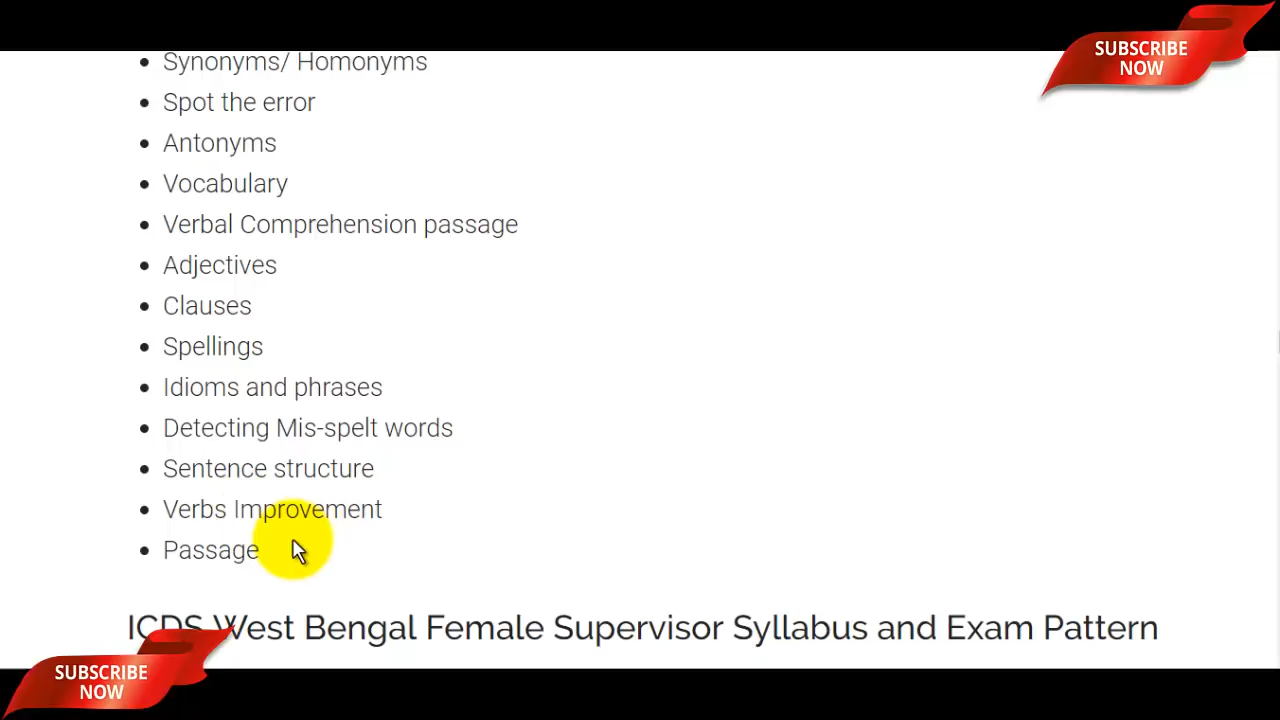 SUBSCRIBE
NOW
Synonyms/ Homonyms
Spot the error
Antonyms
Vocabulary
Verbal Comprehension passage
Adjectives
Clauses
Spellings
Idioms and phrases
Detecting Mis-spelt words
Sentence structure
Verbs Improvement
Passage
ICDS West Bengal Female Supervisor Syllabus and Exam Pattern
SUBSCRIBE
NOW